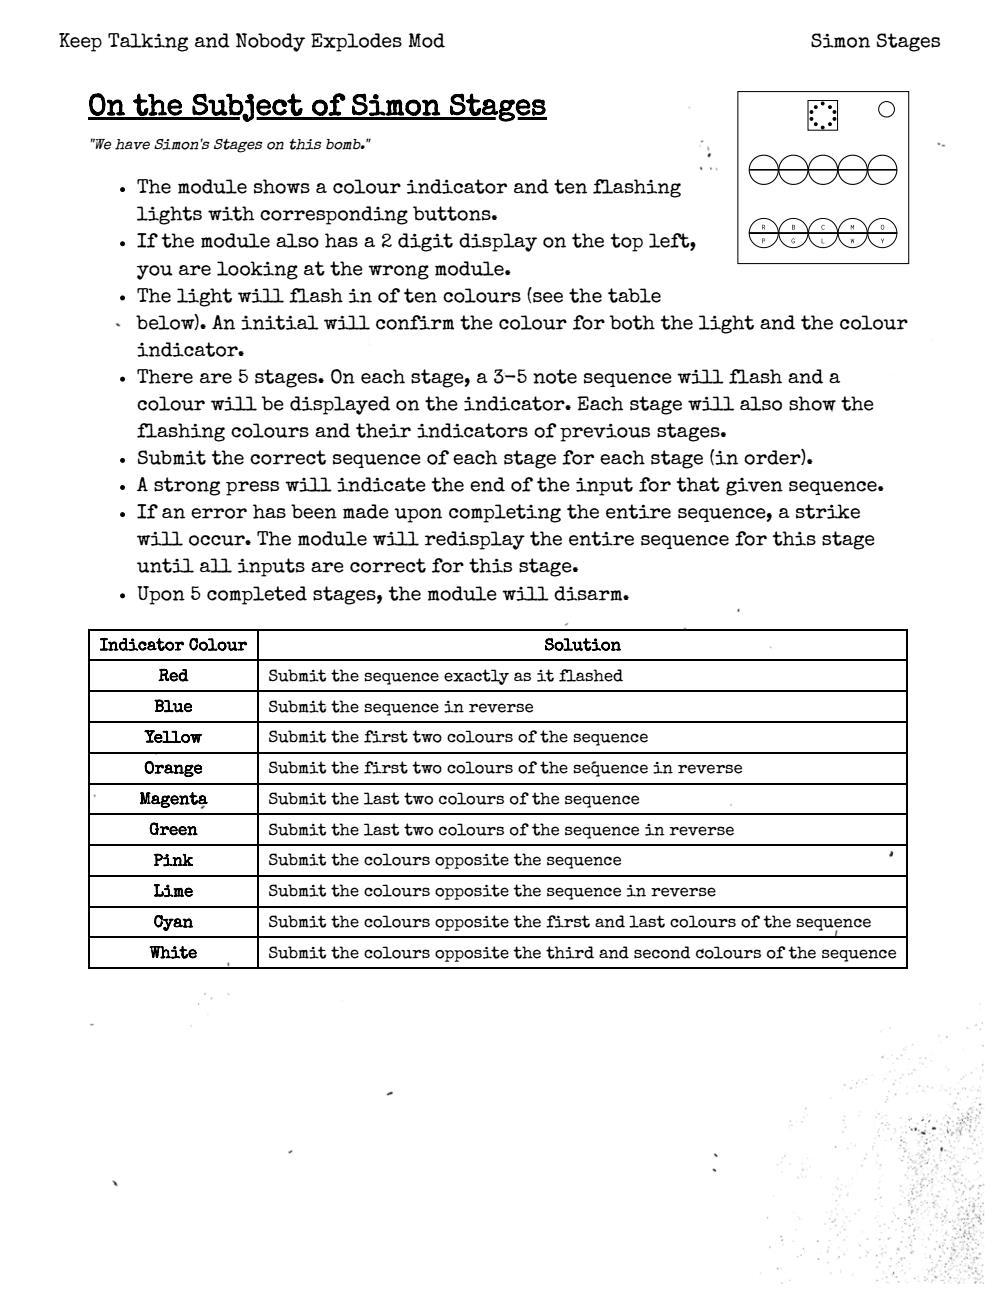 Keep Talking and Nobody Explodes Mod
Simon Stages
On the Subject of Simon Stages
"We have Simon's Stages on this bomb."
• The module shows a colour indicator and ten flashing
lights with corresponding buttons.
• If the module also has a 2 digit display on the top left,
you are looking at the wrong module.
• The light will flash in of ten colours (see the table
below). An initial will confirm the colour for both the light and the colour
indicator.
• There are 5 stages. On each stage, a 3-5 note sequence will flash and a
colour will be displayed on the indicator. Each stage will also show the
flashing colours and their indicators of previous stages.
• Submit the correct sequence of each stage for each stage (in order).
• A strong press will indicate the end of the input for that given sequence.
• If an error has been made upon completing the entire sequence, a strike
will occur. The module will redisplay the entire sequence for this stage
until all inputs are correct for this stage.
• Upon 5 completed stages, the module will disarm.
R B C M O
P G L W Y
Indicator Colour Solution
Red Submit the sequence exactly as it flashed
Blue Submit the sequence in reverse
Yellow Submit the first two colours of the sequence
Orange Submit the first two colours of the sequence in reverse
Magenta Submit the last two colours of the sequence
Green Submit the last two colours of the sequence in reverse
Pink Submit the colours opposite the sequence
Lime Submit the colours opposite the sequence in reverse
Cyan Submit the colours opposite the first and last colours of the sequence
White Submit the colours opposite the third and second colours of the sequence